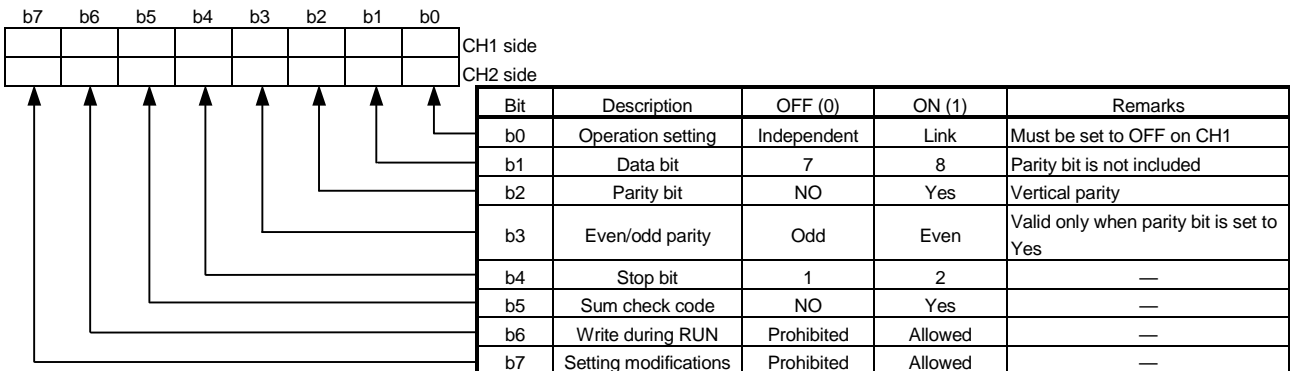 b7 b6 b5 b4 b3 b2 b1 b0
CH1 side
CH2 side
Bit Description OFF (0) ON (1) Remarks
b0 Operation setting Independent Link Must be set to OFF on CH1
b1 Data bit 7 8 Parity bit is not included
b2 Parity bit NO Yes Vertical parity
b3 Even/odd parity Odd Even Valid only when parity bit is set to
Yes
b4 Stop bit 1 2 —
b5 Sum check code NO Yes —
b6 Write during RUN Prohibited Allowed —
b7 Setting modifications Prohibited Allowed —